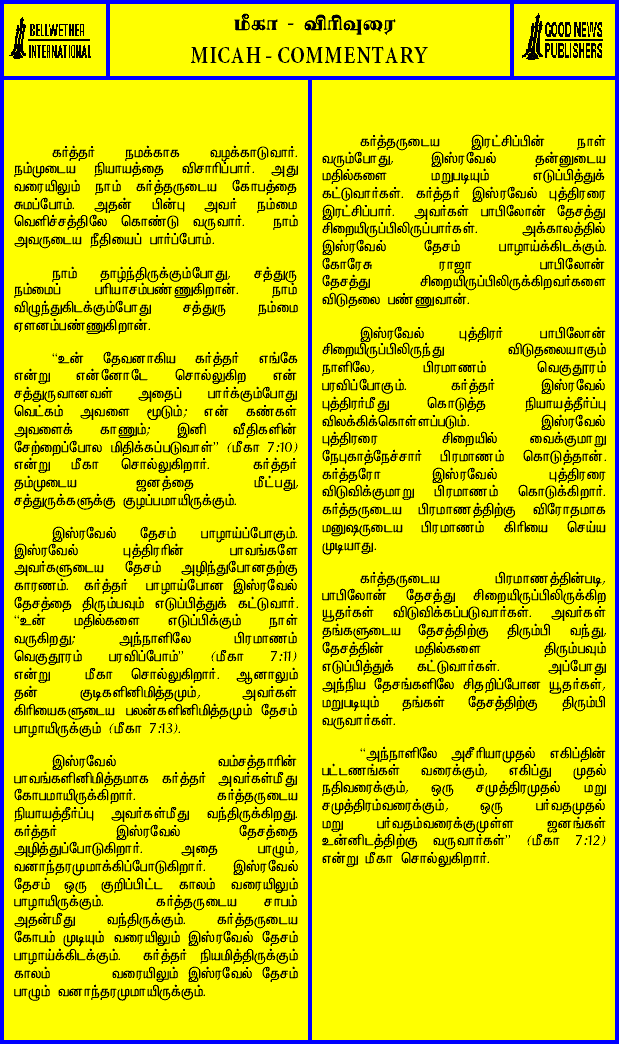 BELLWETHER
INTERNATIONAL
மீகா - விரிவுரை
MICAH - COMMENTARY
GOOD NEWS
PUBLISHERS
கர்த்தர் நமக்காக வழக்காடுவார்.
நம்முடைய நியாயத்தை விசாரிப்பார். அது
வரையிலும் நாம் கர்த்தருடைய கோபத்தை
சுமப்போம். அதன் பின்பு அவர் நம்மை
வெளிச்சத்திலே கொண்டு வருவார். நாம்
அவருடைய நீதியைப் பார்ப்போம்.
நாம் தாழ்ந்திருக்கும்போது, சத்துரு
நம்மைப் பரியாசம்பண்ணுகிறான். நாம்
விழுந்துகிடக்கும்போது சத்துரு நம்மை
ஏளனம்பண்ணுகிறான்.
“உன் தேவனாகிய கர்த்தர் எங்கே
என்று என்னோடே சொல்லுகிற என்
சத்துருவானவள் அதைப் பார்க்கும்போது
வெட்கம் அவளை மூடும்; என் கண்கள்
அவளைக் காணும்; இனி வீதிகளின்
சேற்றைப்போல மிதிக்கப்படுவாள்” (மீகா 7:10)
என்று மீகா சொல்லுகிறார். கர்த்தர்
தம்முடைய ஜனத்தை மீட்பது,
சத்துருக்களுக்கு குழப்பமாயிருக்கும்.
இஸ்ரவேல் தேசம் பாழாய்ப்போகும்.
இஸ்ரவேல் புத்திரரின் பாவங்களே
அவர்களுடைய தேசம் அழிந்துபோனதற்கு
காரணம். கர்த்தர் பாழாய்போன இஸ்ரவேல்
தேசத்தை திரும்பவும் எடுப்பித்துக் கட்டுவார்.
“உன் மதில்களை எடுப்பிக்கும் நாள்
வருகிறது; அந்நாளிலே பிரமாணம்
வெகுதூரம் பரவிப்போம்” (மீகா 7:11)
என்று மீகா சொல்லுகிறார். ஆனாலும்
தன் குடிகளினிமித்தமும், அவர்கள்
கிரியைகளுடைய பலன்களினிமித்தமும் தேசம்
பாழாயிருக்கும் (மீகா 7:13).
இஸ்ரவேல் வம்சத்தாரின்
பாவங்களினிமித்தமாக கர்த்தர் அவர்கள்மீது
கோபமாயிருக்கிறார். கர்த்தருடைய
நியாயத்தீர்ப்பு அவர்கள்மீது வந்திருக்கிறது.
கர்த்தர் இஸ்ரவேல் தேசத்தை
அழித்துப்போடுகிறார். அதை பாழும்,
வனாந்தரமுமாக்கிப்போடுகிறார். இஸ்ரவேல்
தேசம் ஒரு குறிப்பிட்ட காலம் வரையிலும்
பாழாயிருக்கும். கர்த்தருடைய சாபம்
அதன்மீது வந்திருக்கும். கர்த்தருடைய
கோபம் முடியும் வரையிலும் இஸ்ரவேல் தேசம்
பாழாய்க்கிடக்கும். கர்த்தர் நியமித்திருக்கும்
காலம் வரையிலும் இஸ்ரவேல் தேசம்
பாழும் வனாந்தரமுமாயிருக்கும்.
கர்த்தருடைய இரட்சிப்பின் நாள்
வரும்போது, இஸ்ரவேல் தன்னுடைய
மதில்களை மறுபடியும் எடுப்பித்துக்
கட்டுவார்கள். கர்த்தர் இஸ்ரவேல் புத்திரரை
இரட்சிப்பார். அவர்கள் பாபிலோன் தேசத்து
சிறையிருப்பிலிருப்பார்கள். அக்காலத்தில்
இஸ்ரவேல் தேசம் பாழாய்க்கிடக்கும்.
கோரேசு ராஜா பாபிலோன்
தேசத்து சிறையிருப்பிலிருக்கிறவர்களை
விடுதலை பண்ணுவான்.
இஸ்ரவேல் புத்திரர் பாபிலோன்
சிறையிருப்பிலிருந்து விடுதலையாகும்
நாளிலே, பிரமாணம் வெகுதூரம்
பரவிப்போகும். கர்த்தர் இஸ்ரவேல்
புத்திரர்மீது கொடுத்த நியாயத்தீர்ப்பு
விலக்கிக்கொள்ளப்படும். இஸ்ரவேல்
புத்திரரை சிறையில் வைக்குமாறு
நேபுகாத்நேச்சார் பிரமாணம் கொடுத்தான்.
கர்த்தரோ இஸ்ரவேல் புத்திரரை
விடுவிக்குமாறு பிரமாணம் கொடுக்கிறார்.
கர்த்தருடைய பிரமாணத்திற்கு விரோதமாக
மனுஷருடைய பிரமாணம் கிரியை செய்ய
முடியாது.
கர்த்தருடைய பிரமாணத்தின்படி,
பாபிலோன் தேசத்து சிறையிருப்பிலிருக்கிற
யூதர்கள் விடுவிக்கப்படுவார்கள். அவர்கள்
தங்களுடைய தேசத்திற்கு திரும்பி வந்து,
தேசத்தின் மதில்களை திரும்பவும்
எடுப்பித்துக் கட்டுவார்கள். அப்போது
அந்நிய தேசங்களிலே சிதறிப்போன யூதர்கள்,
மறுபடியும் தங்கள் தேசத்திற்கு திரும்பி
வருவார்கள்.
“அந்நாளிலே அசீரியாமுதல் எகிப்தின்
பட்டணங்கள் வரைக்கும், எகிப்து முதல்
நதிவரைக்கும், ஒரு சமுத்திரமுதல் மறு
சமுத்திரம்வரைக்கும், ஒரு பர்வதமுதல்
மறு பர்வதம்வரைக்குமுள்ள ஜனங்கள்
உன்னிடத்திற்கு வருவார்கள்” (மீகா 7:12)
என்று மீகா சொல்லுகிறார்.